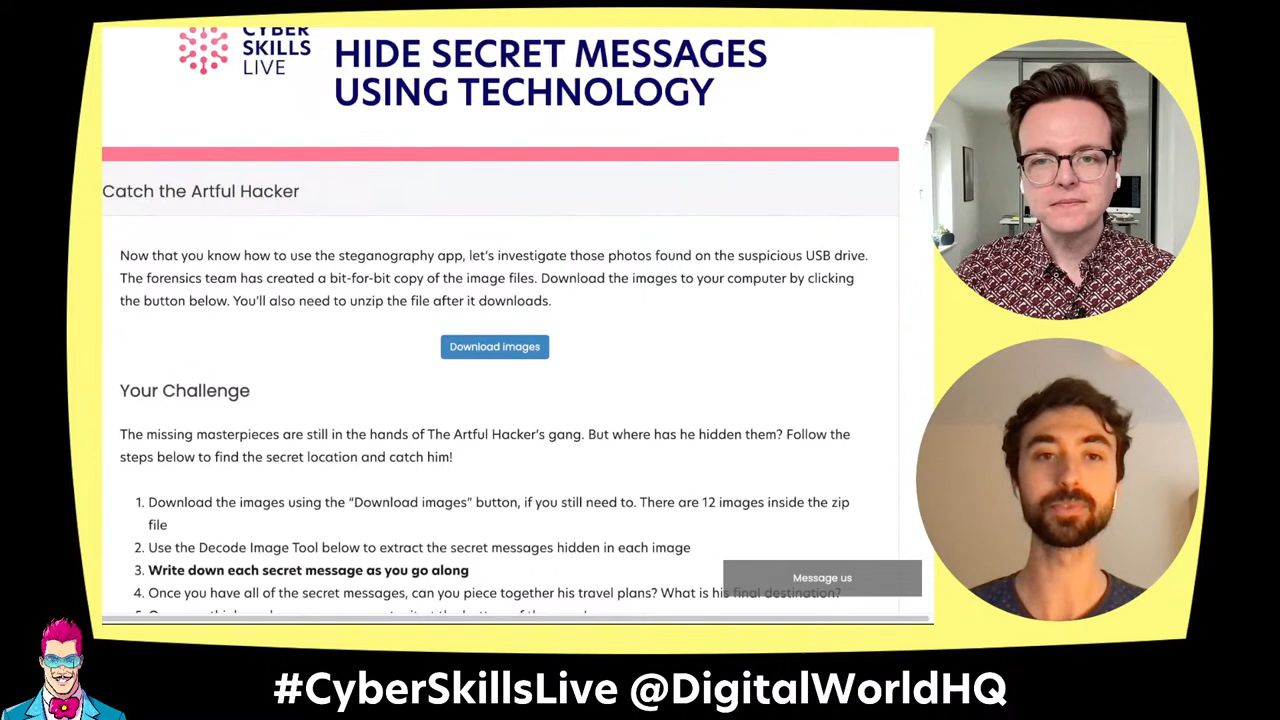 CYBER
SKILLS
LIVE
HIDE SECRET MESSAGES
USING TECHNOLOGY
Catch the Artful Hacker
Now that you know how to use the steganography app, let's investigate those photos found on the suspicious USB drive.
The forensics team has created a bit-for-bit copy of the image files. Download the images to your computer by clicking
the button below. You'll also need to unzip the file after it downloads.
Download images
Your Challenge
The missing masterpieces are still in the hands of The Artful Hacker's gang. But where has he hidden them? Follow the
steps below to find the secret location and catch him!
1. Download the images using the "Download images" button, if you still need to. There are 12 images inside the zip
file
2. Use the Decode Image Tool below to extract the secret messages hidden in each image
3. Write down each secret message as you go along
4. Once you have all of the secret messages, can you piece together his travel plans? What is his final destination?
Message us
#CyberSkillsLive @DigitalWorldHQ